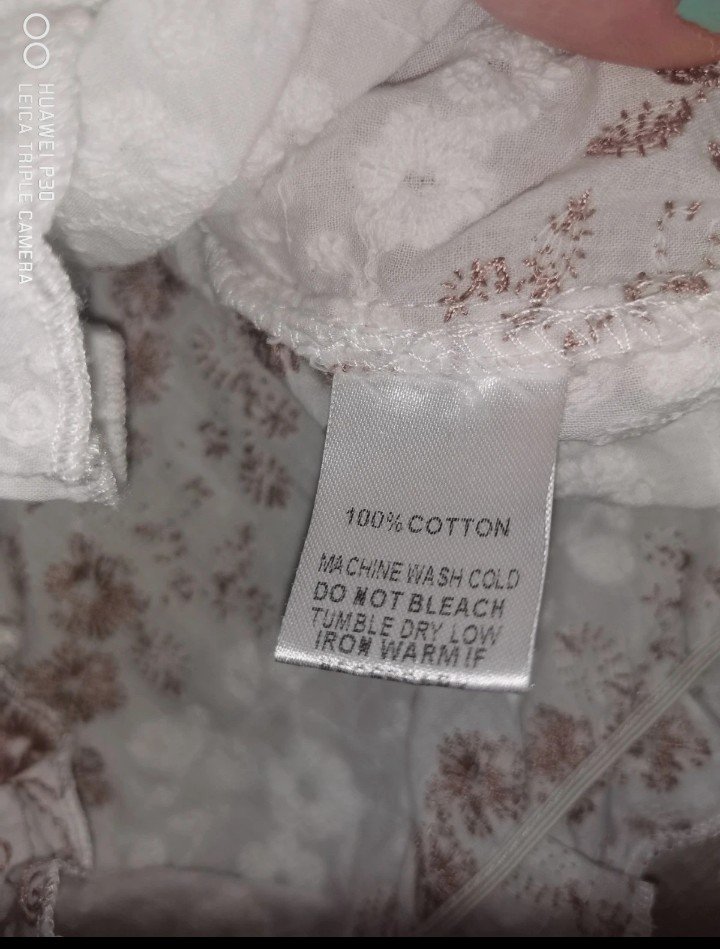 HUAWEI P30
LEICA TRIPLE CAMERA
100% COTTON
MACHINE WASH COLD
DO NOT BLEACH
TUMBLE DRY LOW
IRON WARM IF